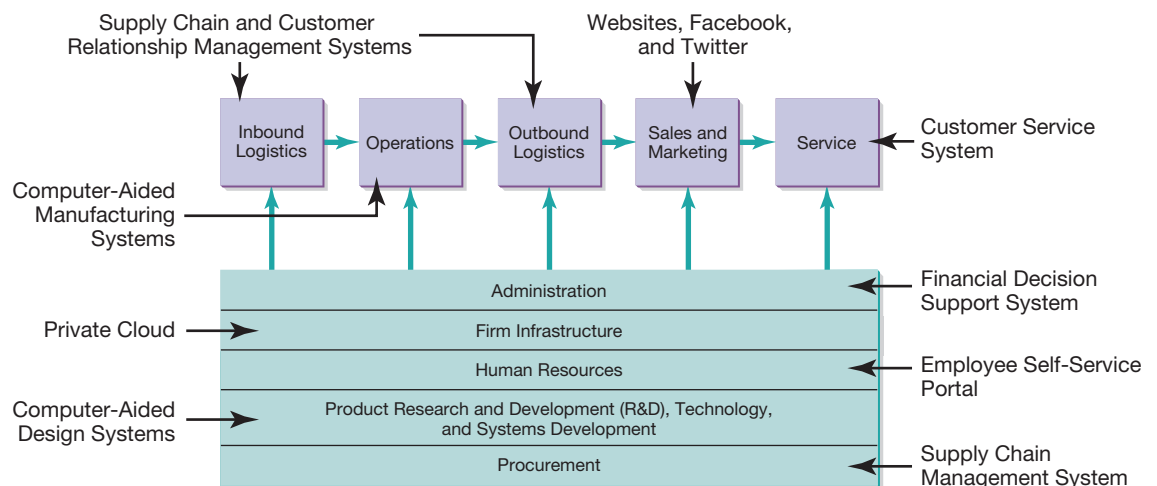 Supply Chain and Customer
Relationship Management Systems
Websites, Facebook,
and Twitter
Inbound
Logistics
Operations
Outbound
Logistics
Sales and
Marketing
Service
Customer Service
System
Computer-Aided
Manufacturing
Systems
Administration
Financial Decision
Support System
Private Cloud
Firm Infrastructure
Human Resources
Employee Self-Service
Portal
Computer-Aided
Design Systems
Product Research and Development (R&D), Technology,
and Systems Development
Procurement
Supply Chain
Management System